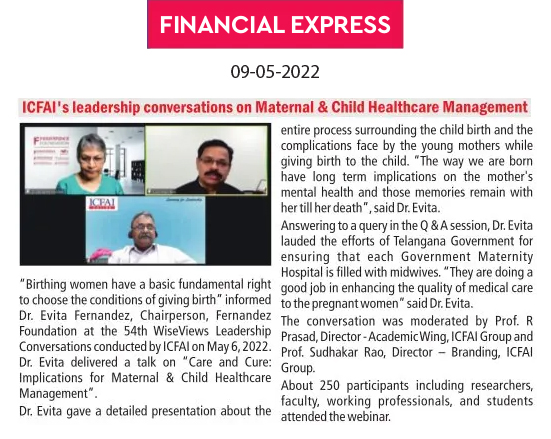 FINANCIAL EXPRESS
09-05-2022
ICFAI's leadership conversations on Maternal & Child Healthcare Management
ICFAI
"Birthing women have a basic fundamental right
to choose the conditions of giving birth" informed
Dr. Evita Fernandez, Chairperson, Fernandez
Foundation at the 54th WiseViews Leadership
Conversations conducted by ICFAI on May 6, 2022.
Dr. Evita delivered a talk on "Care and Cure:
Implications for Maternal & Child Healthcare
Management".
Dr. Evita gave a detailed presentation about the
entire process surrounding the child birth and the
complications face by the young mothers while
giving birth to the child. "The way we are born
have long term implications on the mother's
mental health and those memories remain with
her till her death", said Dr. Evita.
Answering to a query in the Q & A session, Dr. Evita
lauded the efforts of Telangana Government for
ensuring that each Government Maternity
Hospital is filled with midwives. "They are doing a
good job in enhancing the quality of medical care
to the pregnant women" said Dr. Evita.
The conversation was moderated by Prof. R
Prasad, Director - Academic Wing, ICFAI Group and
Prof. Sudhakar Rao, Director – Branding, ICFAI
Group.
About 250 participants including researchers,
faculty, working professionals, and students
attended the webinar.